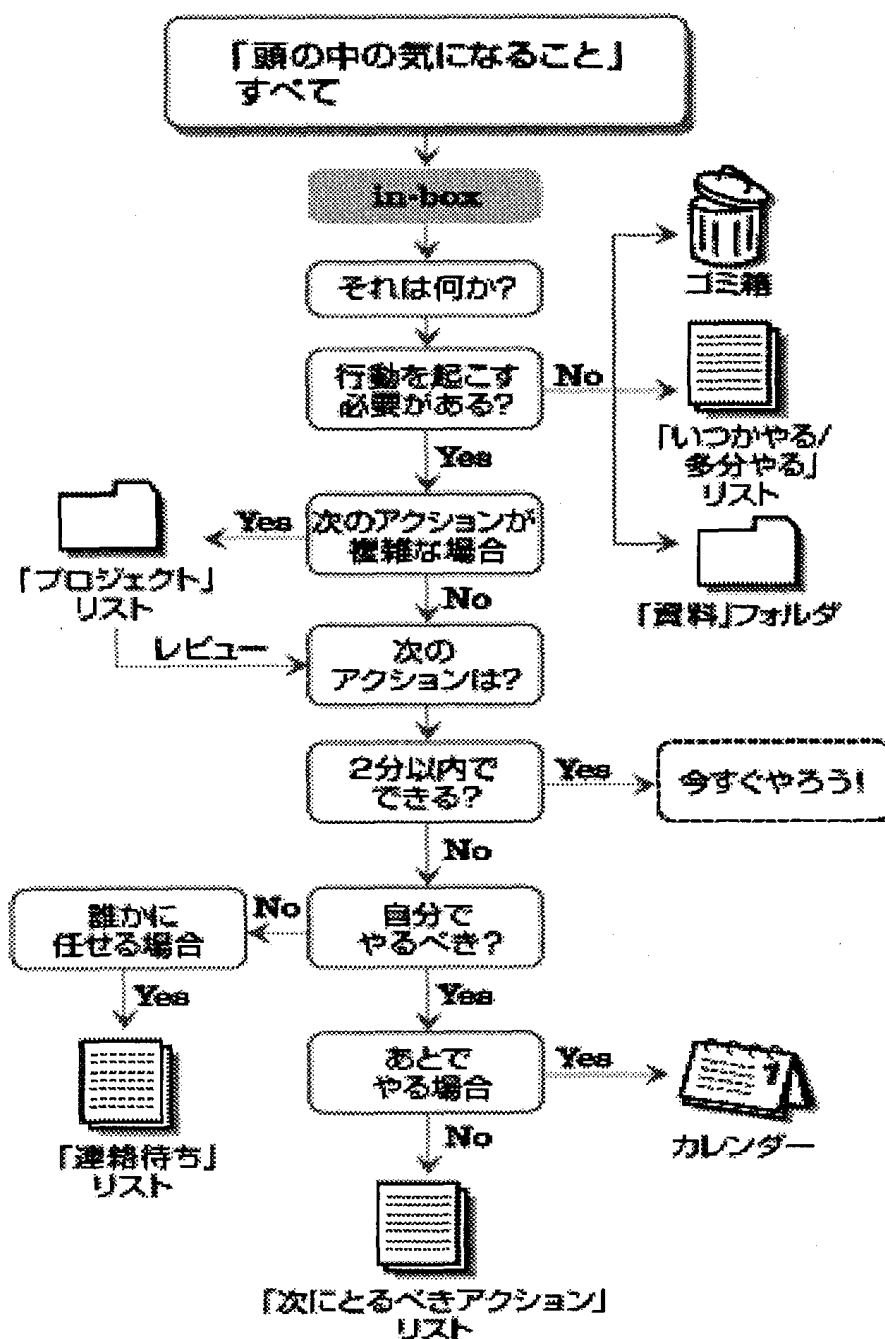 「頭の中の気になること」
すべて
in-box
それは何か?
行動を起こす
必要がある?
No
ゴミ箱
「いつかやる/
多分やる」
リスト
「資料」フォルダ
Yes
次のアクションが
複雑な場合
Yes
「プロジェクト」
リスト
No
レビュー
次の
アクションは?
2分以内で
できる?
Yes
今すぐやろう!
No
自分で
やるべき?
No
誰かに
任せる場合
Yes
「連絡待ち」
リスト
Yes
あとで
やる場合
Yes
カレンダー
No
「次にとるべきアクション」
リスト